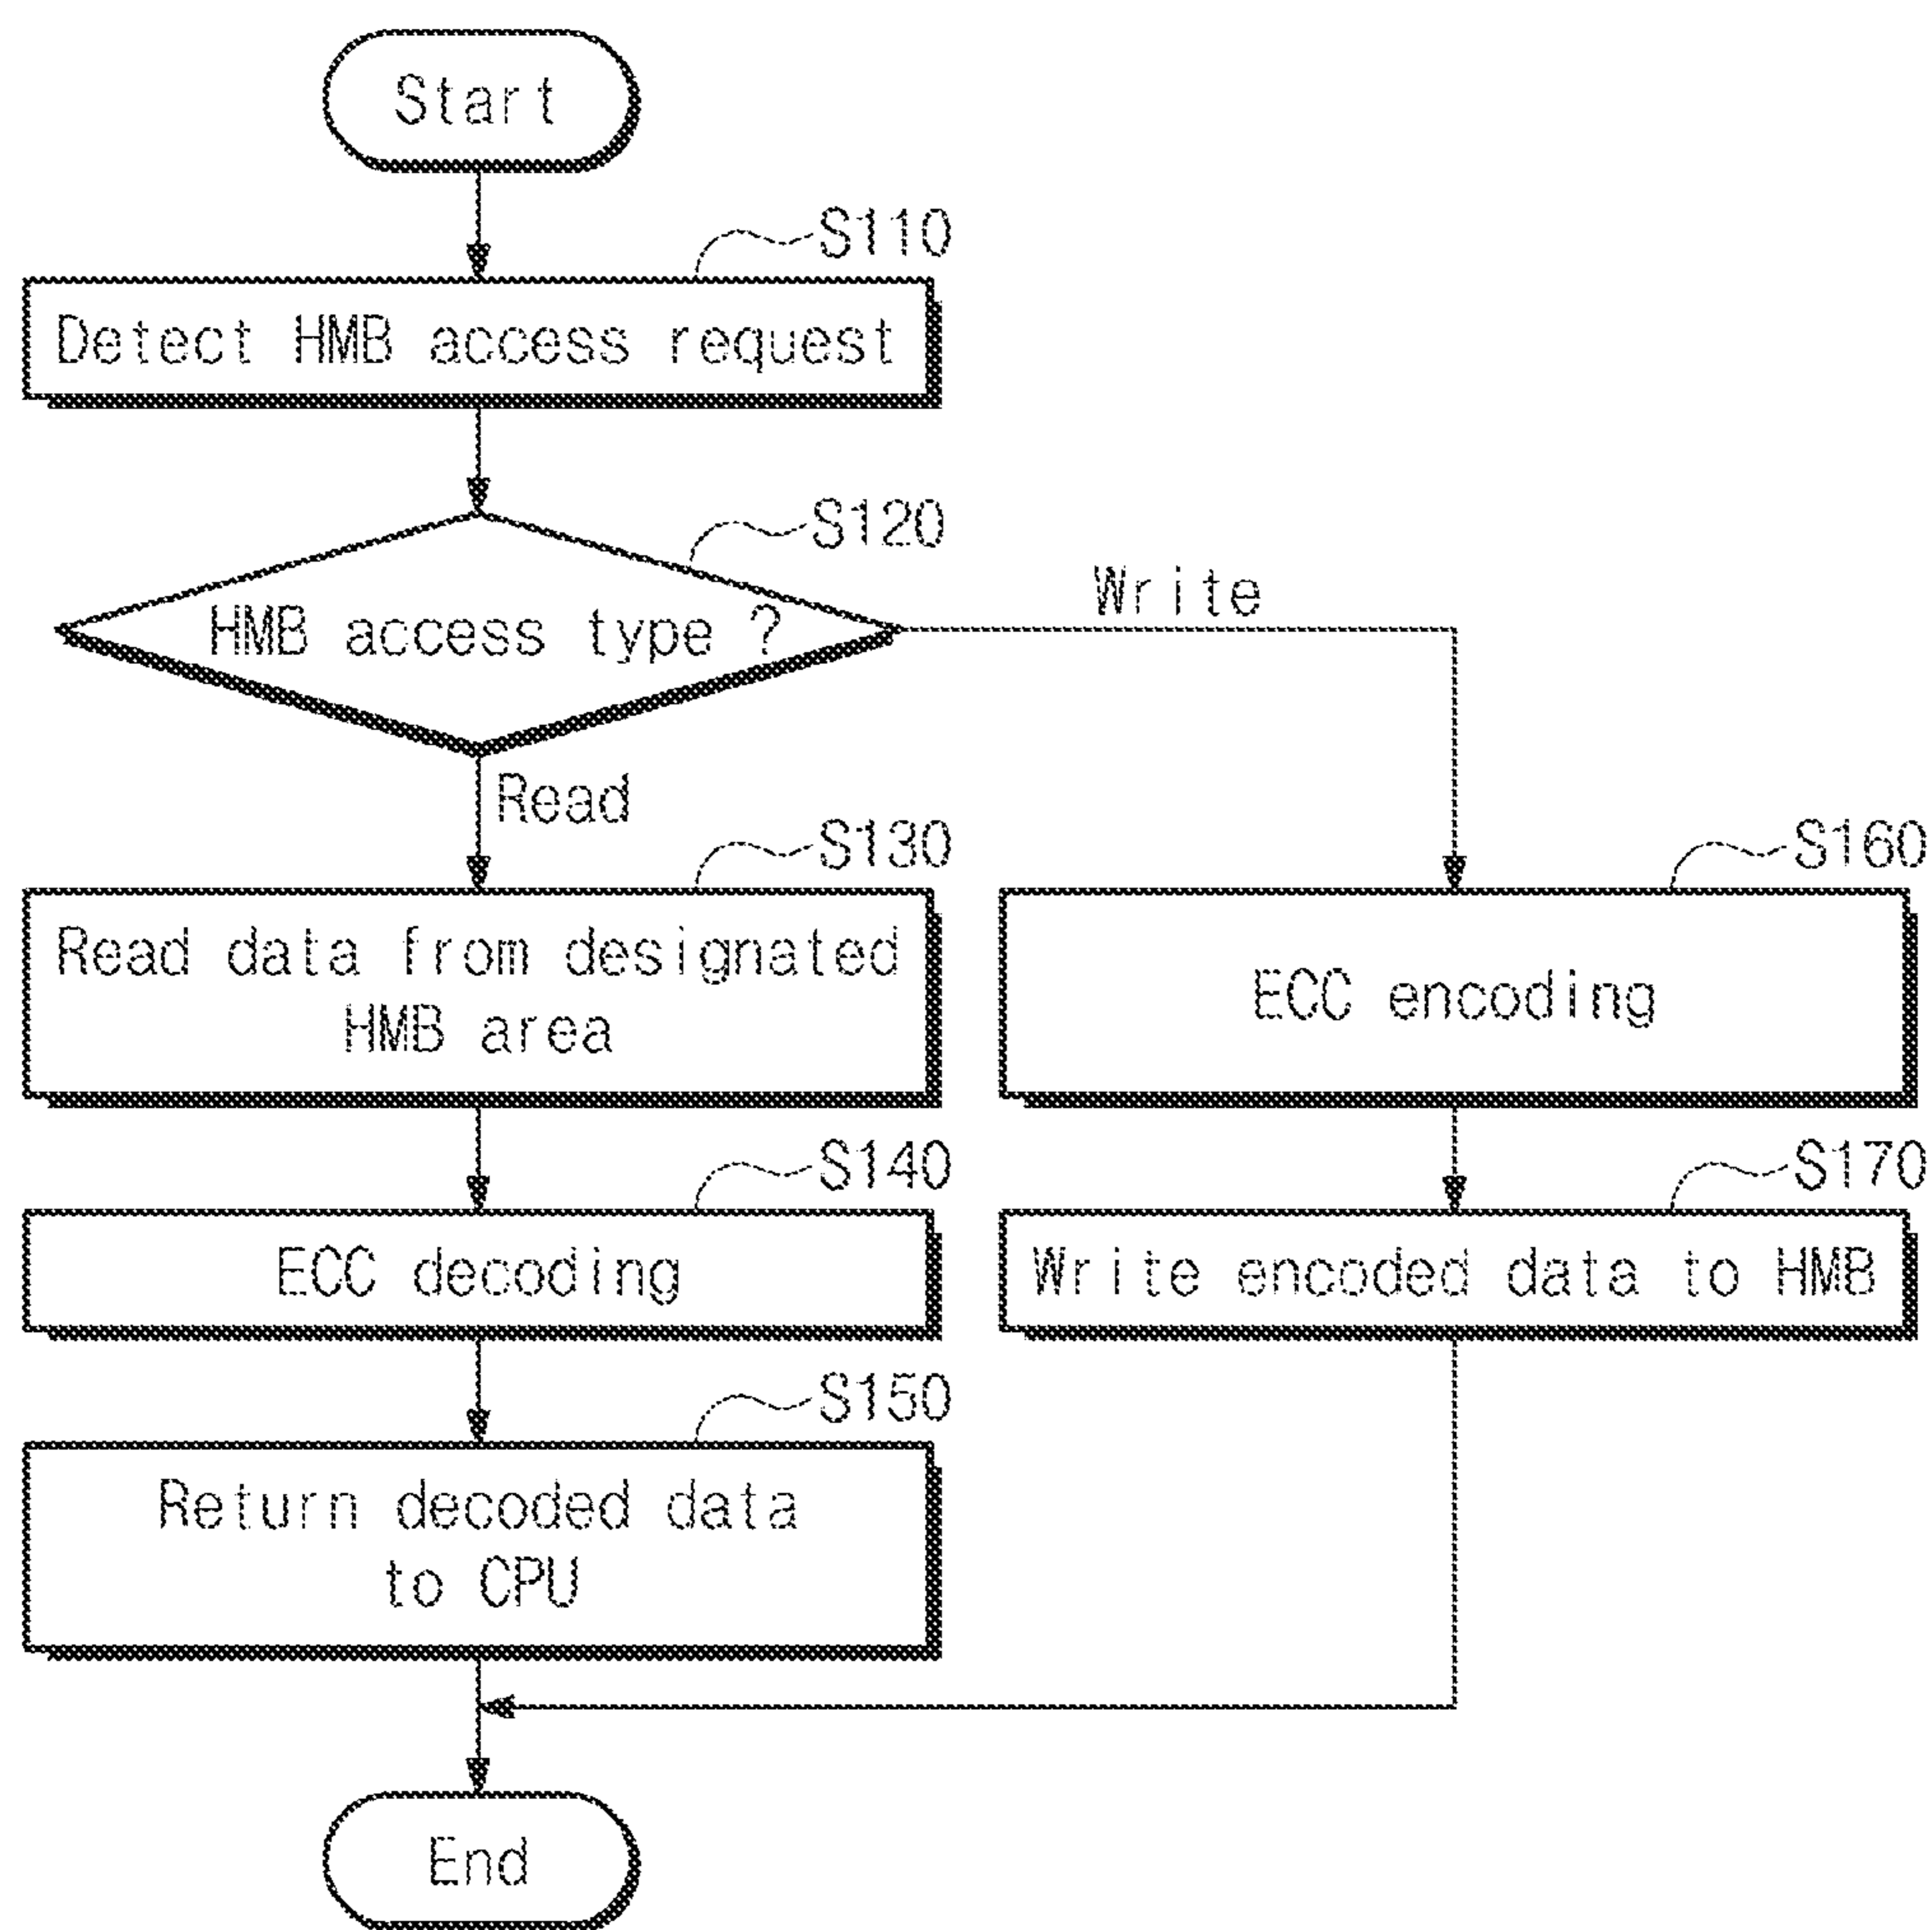 Start
S110
Detect HMB access request
S120
HMB access type ?
Write
Read
S130
Read data from designated
HMB area
S160
ECC encoding
S140
ECC decoding
S170
Write encoded data to HMB
S150
Return decoded data
to CPU
End